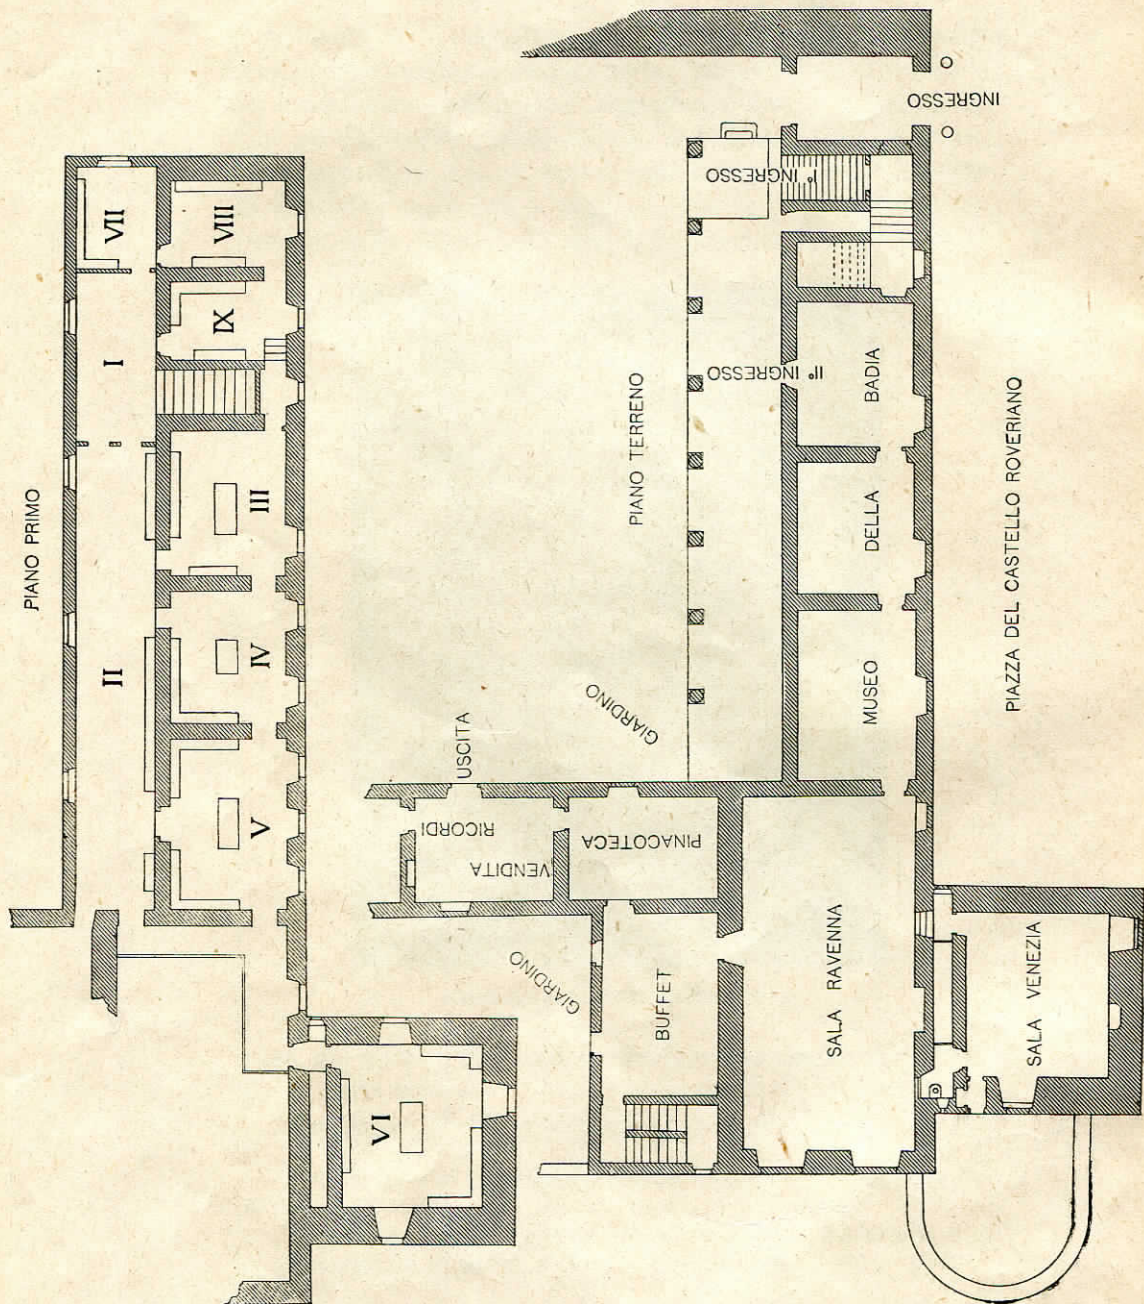 PIANO PRIMO
VII
VIII
I
IX
II
III
IV
V
VI
PIANO TERRENO
INGRESSO
I° INGRESSO
II° INGRESSO
BADIA
DELLA
MUSEO
PIAZZA DEL CASTELLO ROVERIANO
GIARDINO
USCITA
VENDITA
RICORDI
PINACOTECA
GIARDINO
BUFFET
SALA RAVENNA
SALA VENEZIA